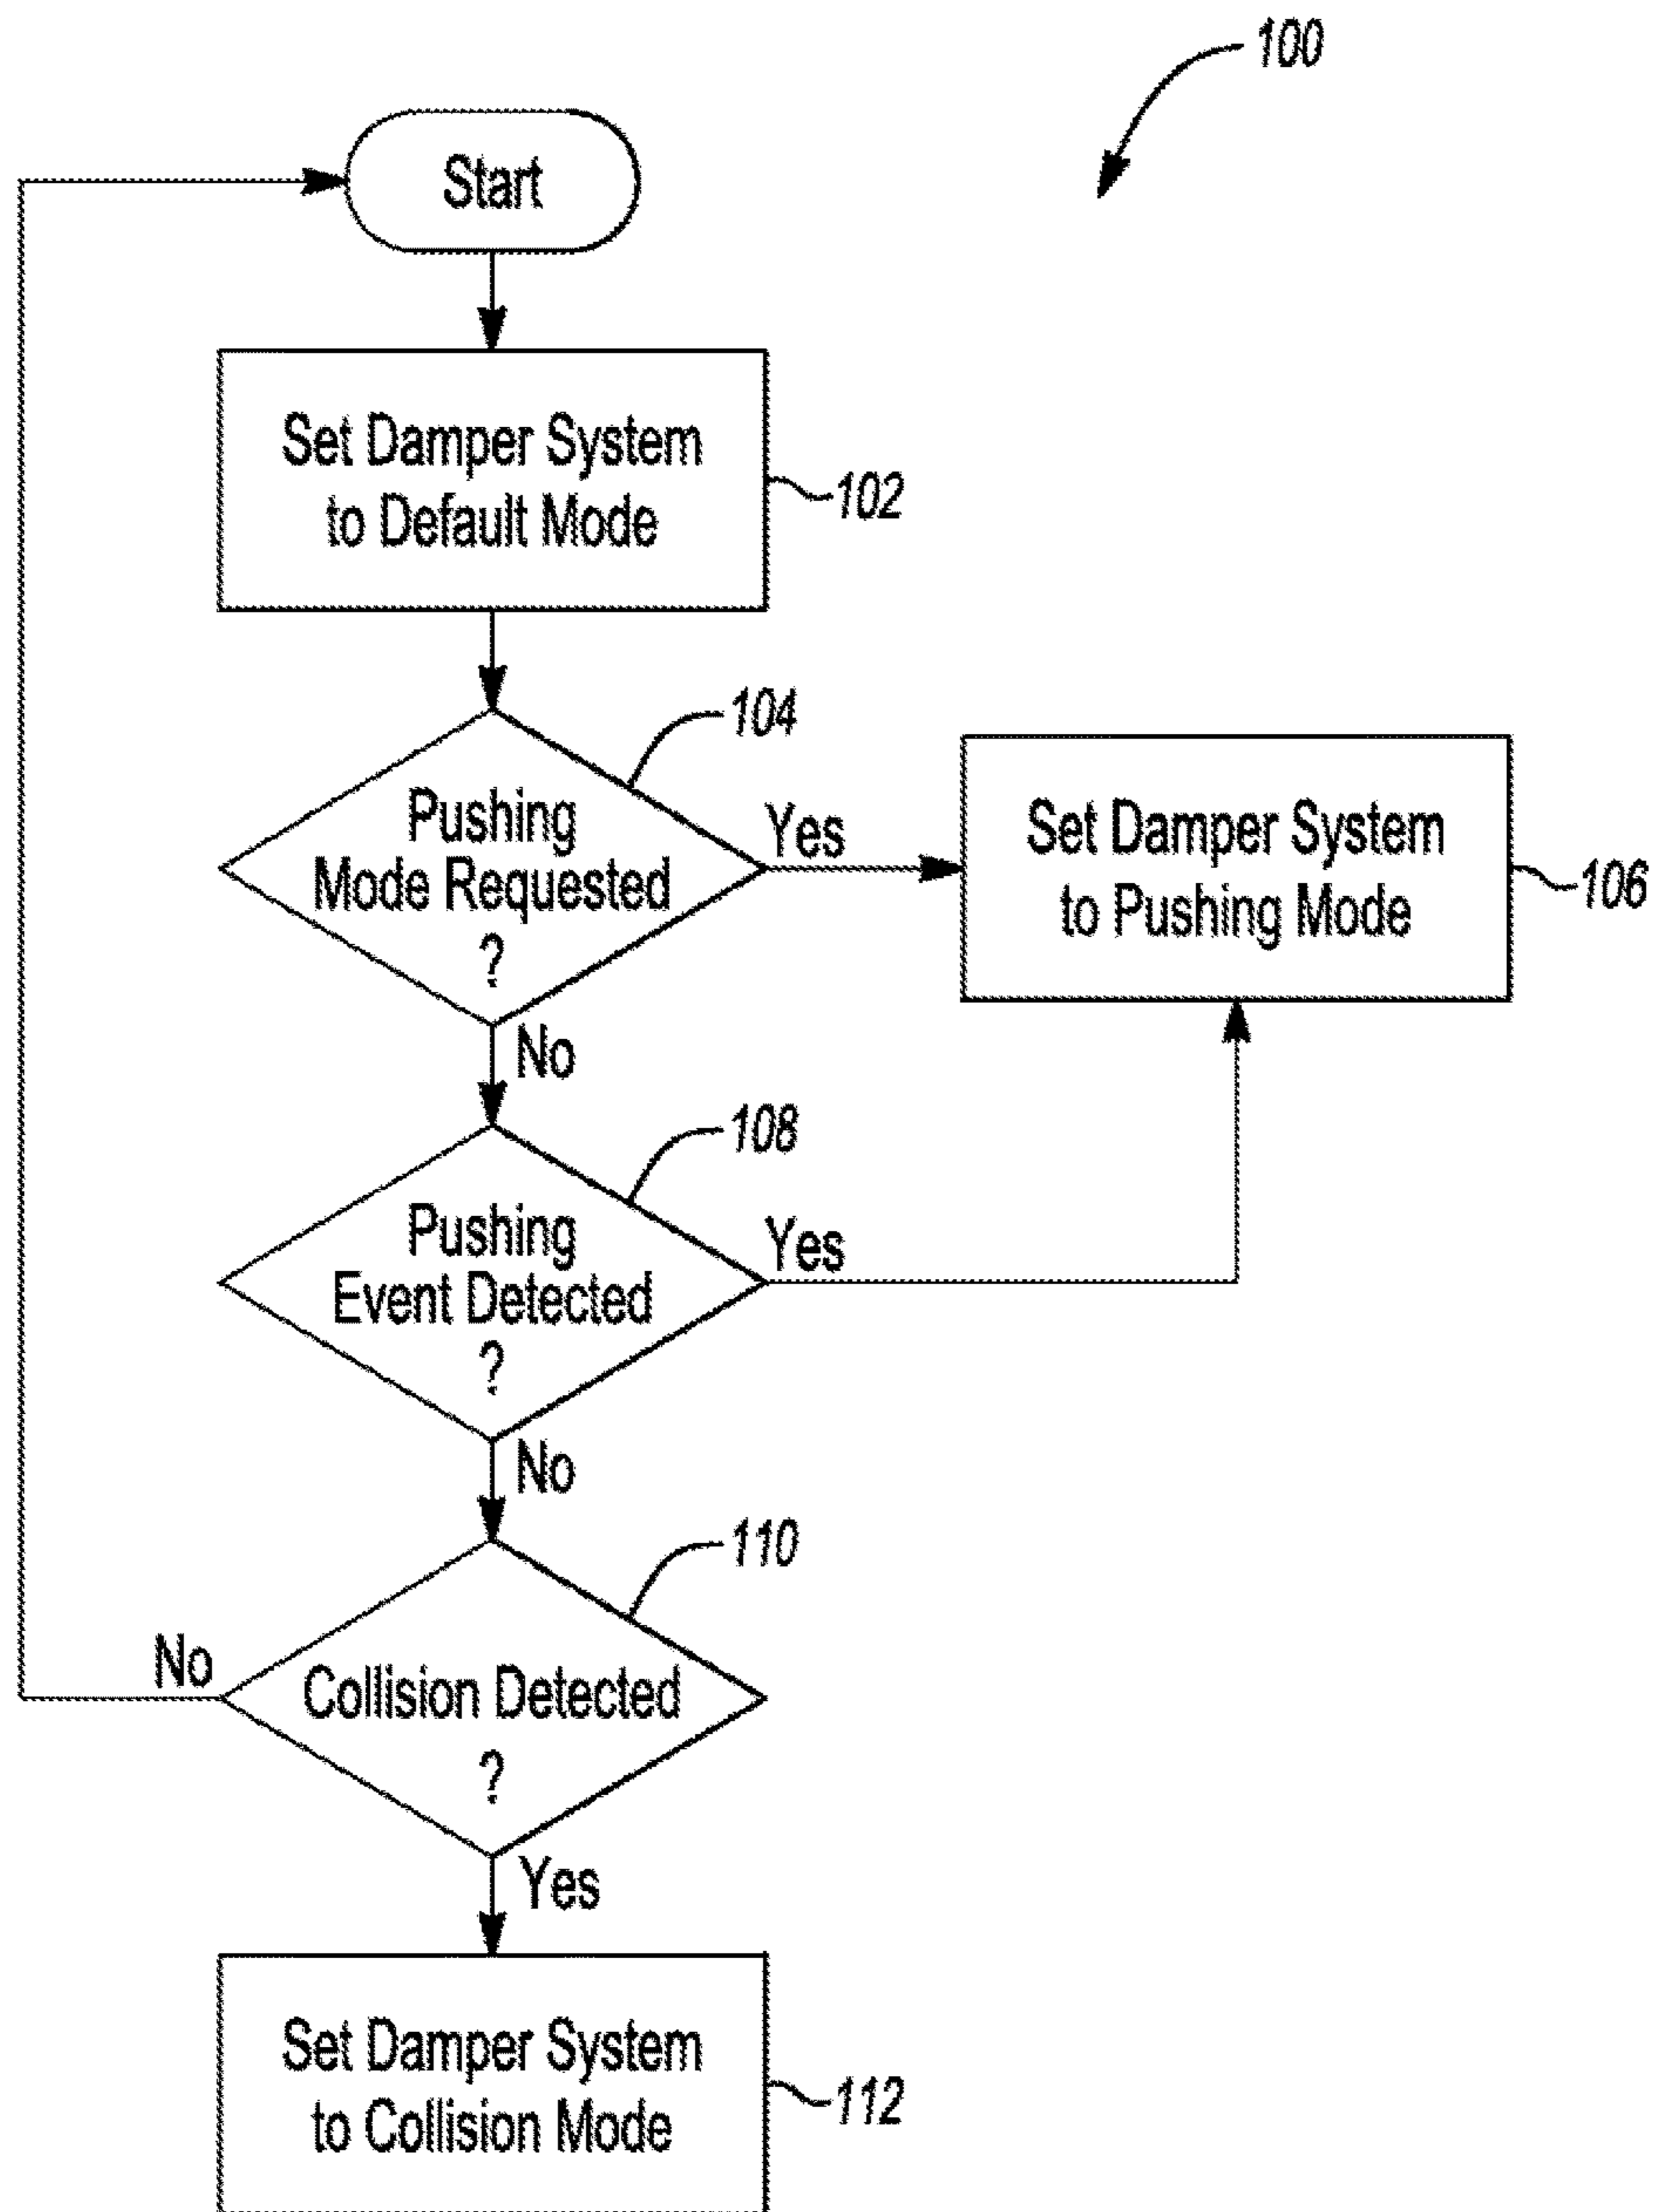 100
Start
Set Damper System
to Default Mode
102
104
Pushing
Mode Requested
?
Yes
Set Damper System
to Pushing Mode
106
No
108
Pushing
Event Detected
?
Yes
No
110
No
Collision Detected
?
Yes
Set Damper System
to Collision Mode
112